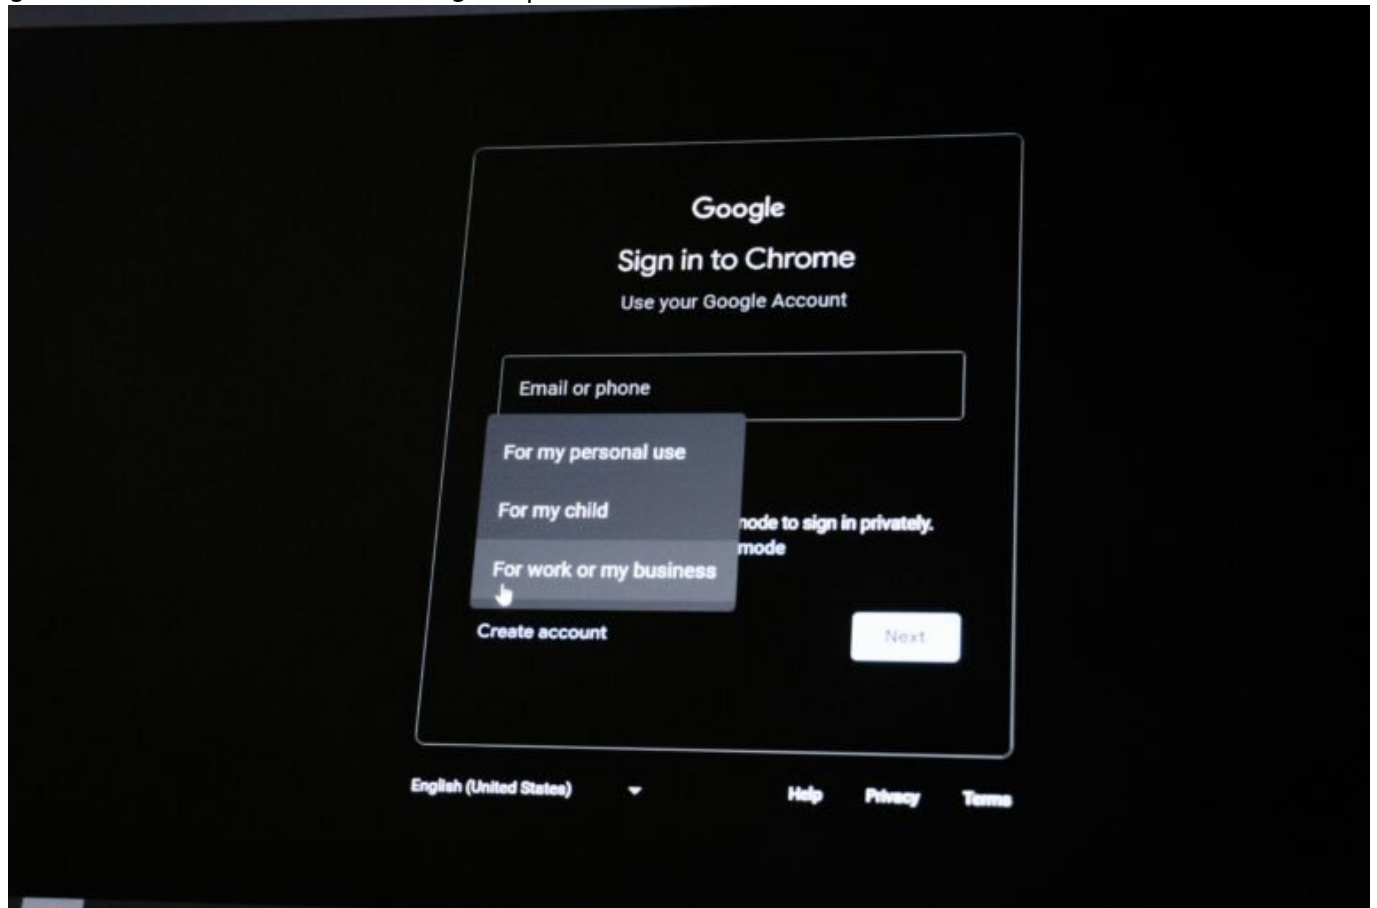 Google
Sign in to Chrome
Use your Google Account
Email or phone
For my personal use
For my child
node to sign in privately.
mode
For work or my business
Create account
Next
English (United States)
Help
Privacy
Terms